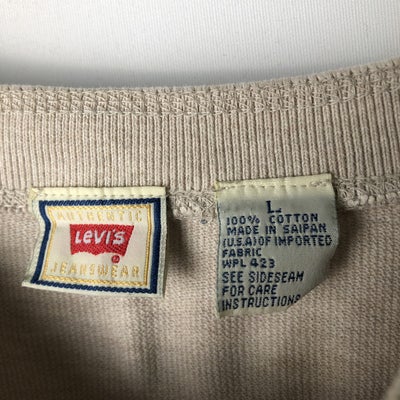 AUTHENTIC
Levi's
JEANSWEAR
L
100% COTTON
MADE IN SAIPAN
(U.S.A) OF IMPORTED
FABRIC
WPL 423
SEE SIDESEAM
FOR CARE
INSTRUCTIONS